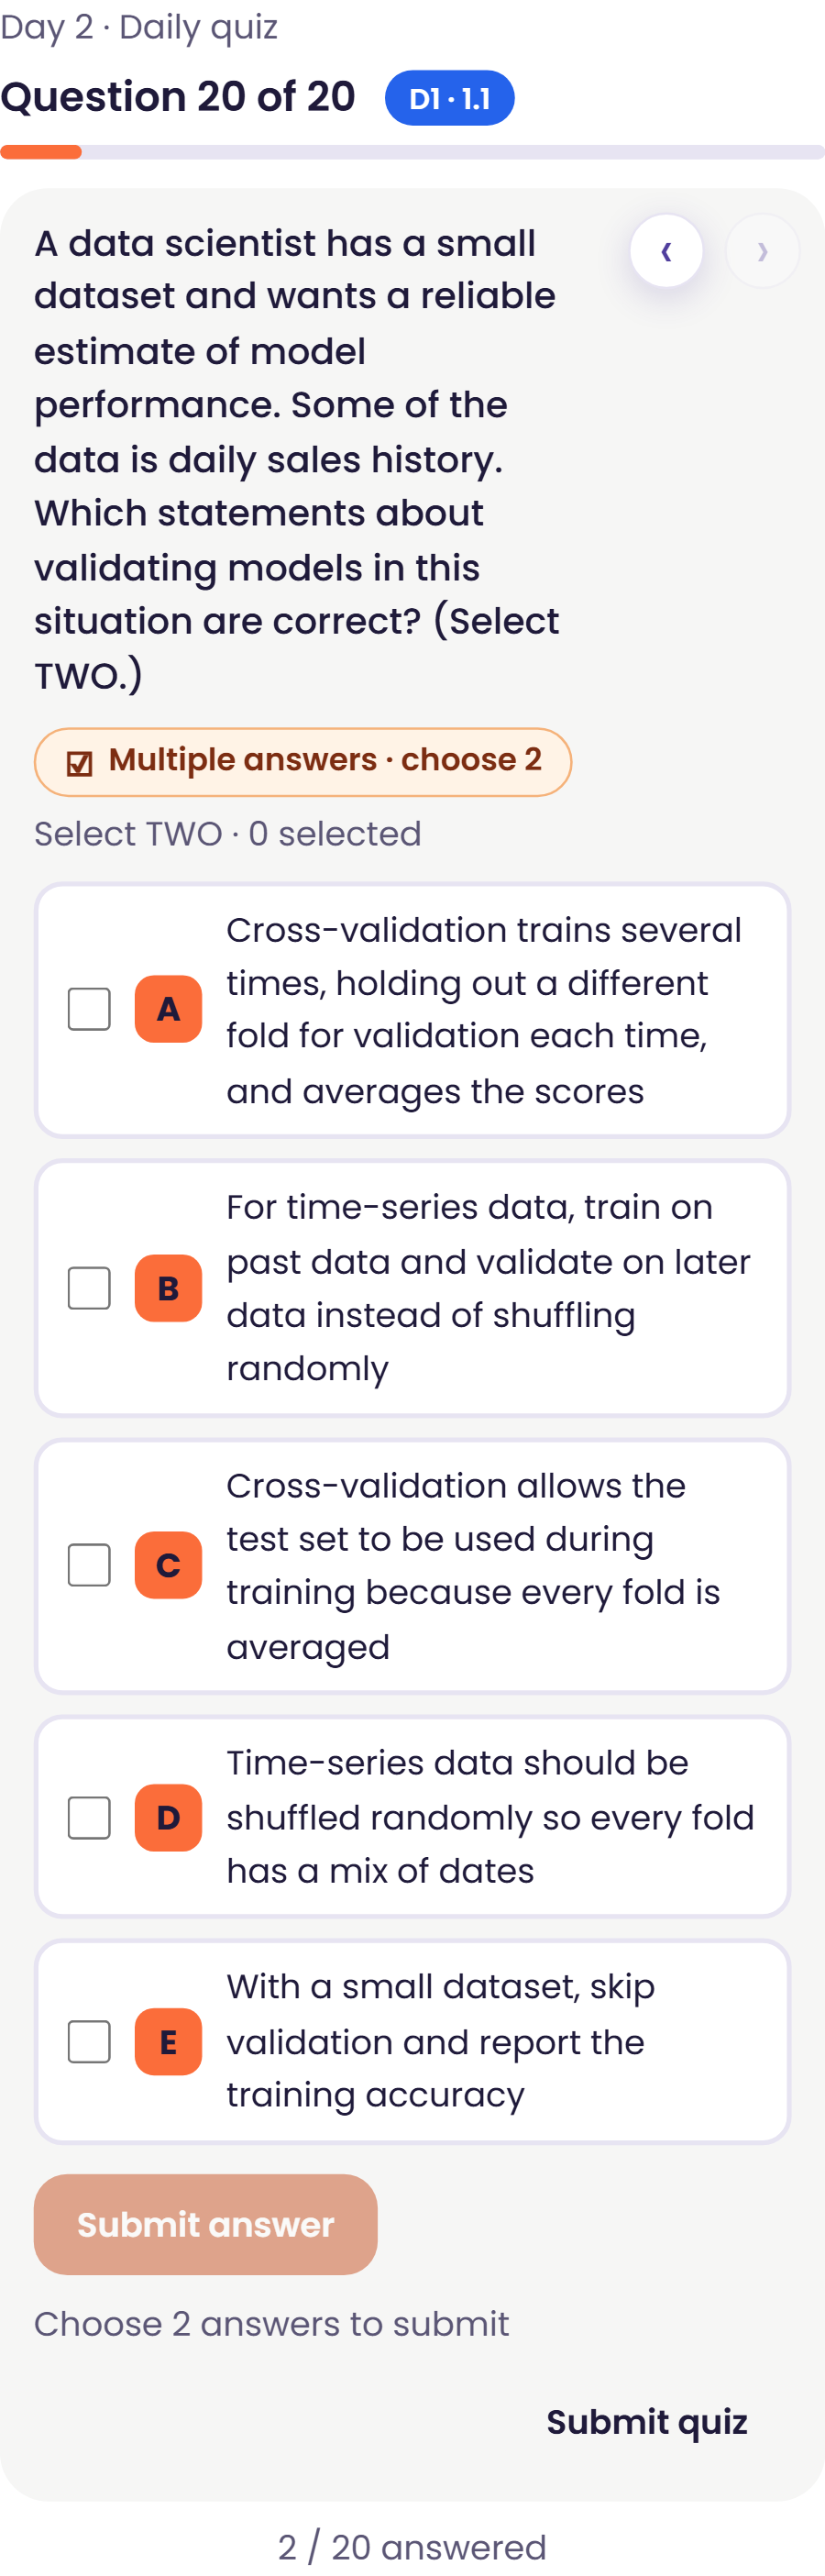 Day 2 · Daily quiz
Question 20 of 20
D1 · 1.1
A data scientist has a small
dataset and wants a reliable
estimate of model
performance. Some of the
data is daily sales history.
Which statements about
validating models in this
situation are correct? (Select
TWO.)
‹
›
☑ Multiple answers · choose 2
Select TWO · 0 selected
A
Cross-validation trains several
times, holding out a different
fold for validation each time,
and averages the scores
B
For time-series data, train on
past data and validate on later
data instead of shuffling
randomly
C
Cross-validation allows the
test set to be used during
training because every fold is
averaged
D
Time-series data should be
shuffled randomly so every fold
has a mix of dates
E
With a small dataset, skip
validation and report the
training accuracy
Submit answer
Choose 2 answers to submit
Submit quiz
2 / 20 answered